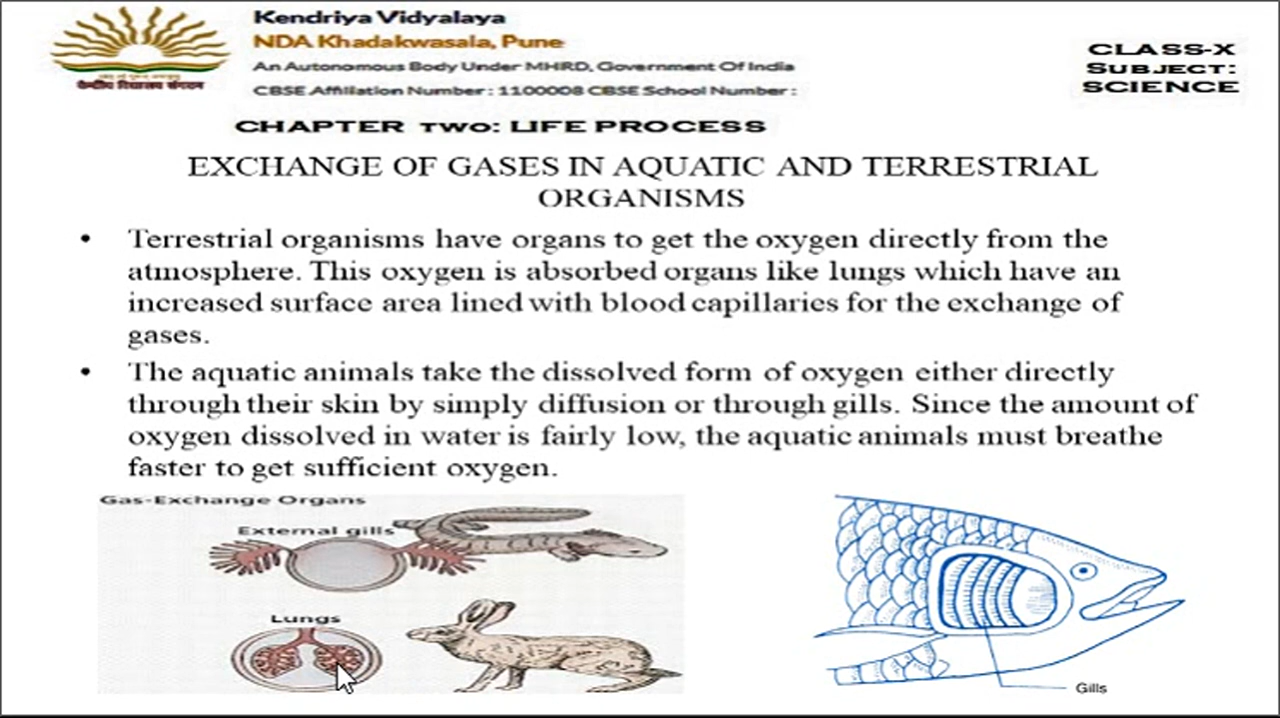 Kendriya Vidyalaya
NDA Khadakwasala, Pune
An Autonomous Body Under MHRD, Government Of India
CBSE Affiliation Number : 1100008 CBSE School Number :
केन्द्रीय विद्यालय संगठन
CLASS-X
SUBJECT:
SCIENCE
CHAPTER TWO: LIFE PROCESS
EXCHANGE OF GASES IN AQUATIC AND TERRESTRIAL
ORGANISMS
• Terrestrial organisms have organs to get the oxygen directly from the
atmosphere. This oxygen is absorbed organs like lungs which have an
increased surface area lined with blood capillaries for the exchange of
gases.
• The aquatic animals take the dissolved form of oxygen either directly
through their skin by simply diffusion or through gills. Since the amount of
oxygen dissolved in water is fairly low, the aquatic animals must breathe
faster to get sufficient oxygen.
Gas-Exchange Organs
External gills
Lungs
Gills